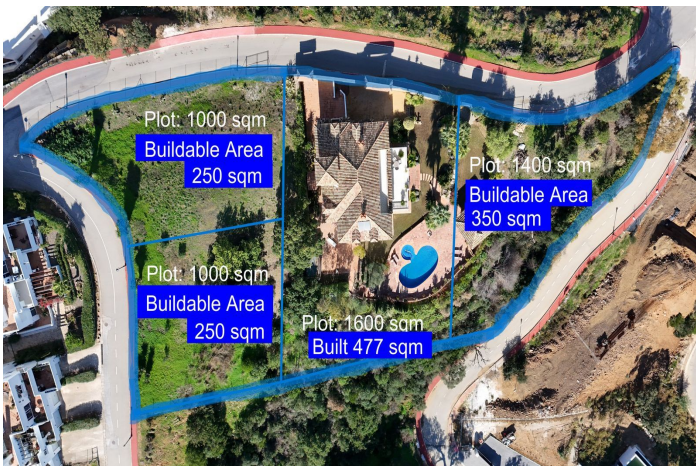 Plot: 1000 sqm
Buildable Area
250 sqm
Plot: 1000 sqm
Buildable Area
250 sqm
Plot: 1600 sqm
Built 477 sqm
Plot: 1400 sqm
Buildable Area
350 sqm